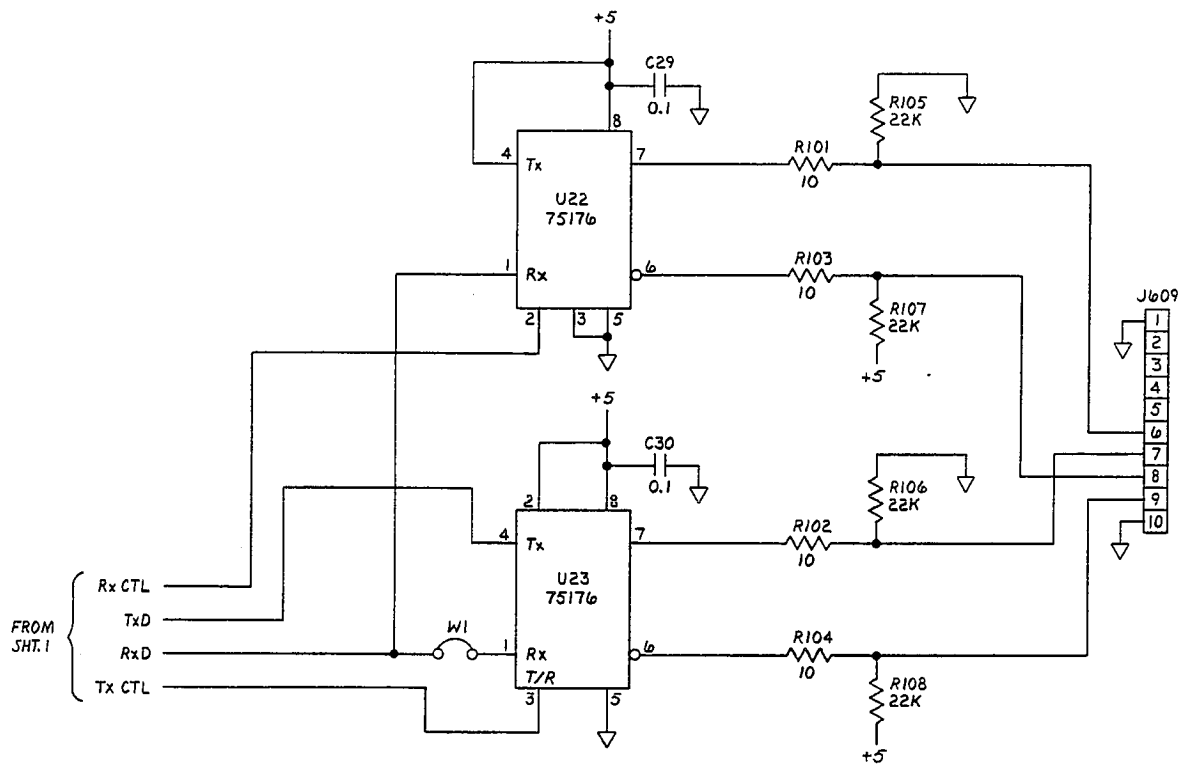 +5
C29
0.1
8
4 Tx
U22
75176
7
R101
10
R105
22K
1 Rx
6
R103
10
R107
22K
+5
2
3
5
J609
1
2
3
4
5
6
7
8
9
10
+5
C30
0.1
2
8
4 Tx
U23
75176
7
R102
10
R106
22K
1 Rx
T/R
6
R104
10
R108
22K
+5
3
5
FROM
SHT.1
Rx CTL
TxD
RxD
Tx CTL
W1